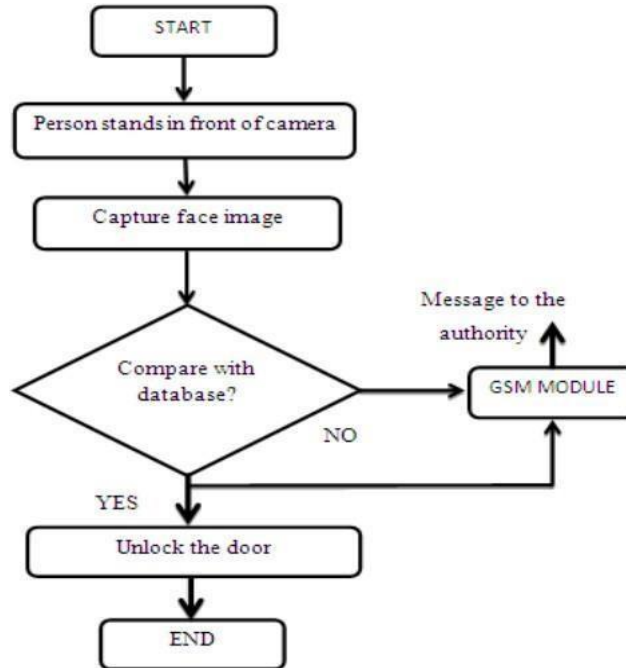 START
Person stands in front of camera
Capture face image
Message to the
authority
Compare with
database?
GSM MODULE
NO
YES
Unlock the door
END